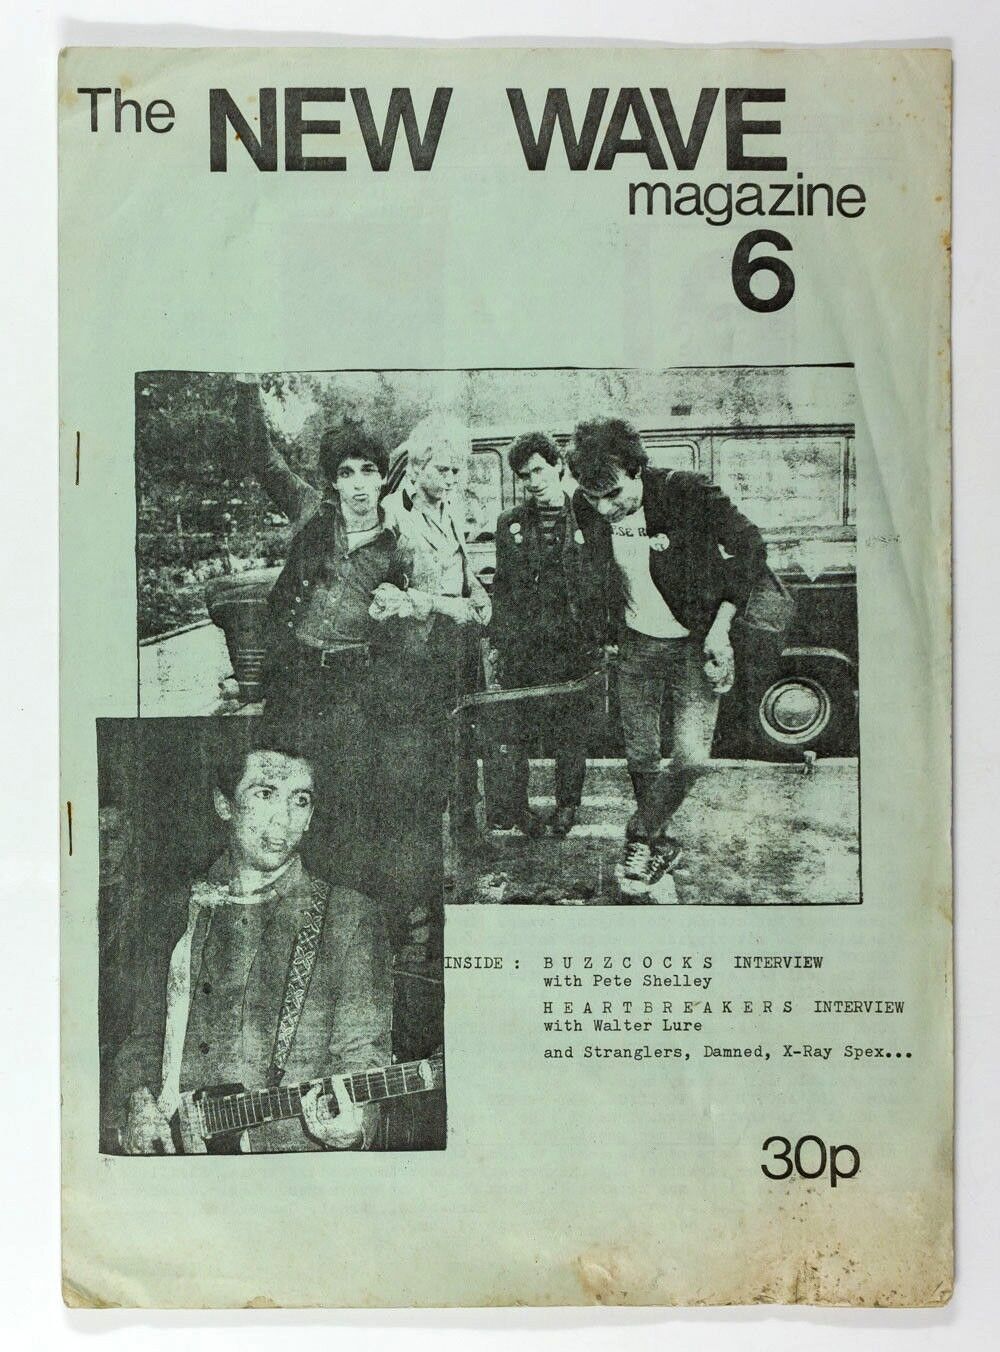 The NEW WAVE
magazine
6
.SE R
INSIDE : B U Z Z C O C K S INTERVIEW
with Pete Shelley
H E A R T B R E A K E R S INTERVIEW
with Walter Lure
and Stranglers, Damned, X-Ray Spex...
30p